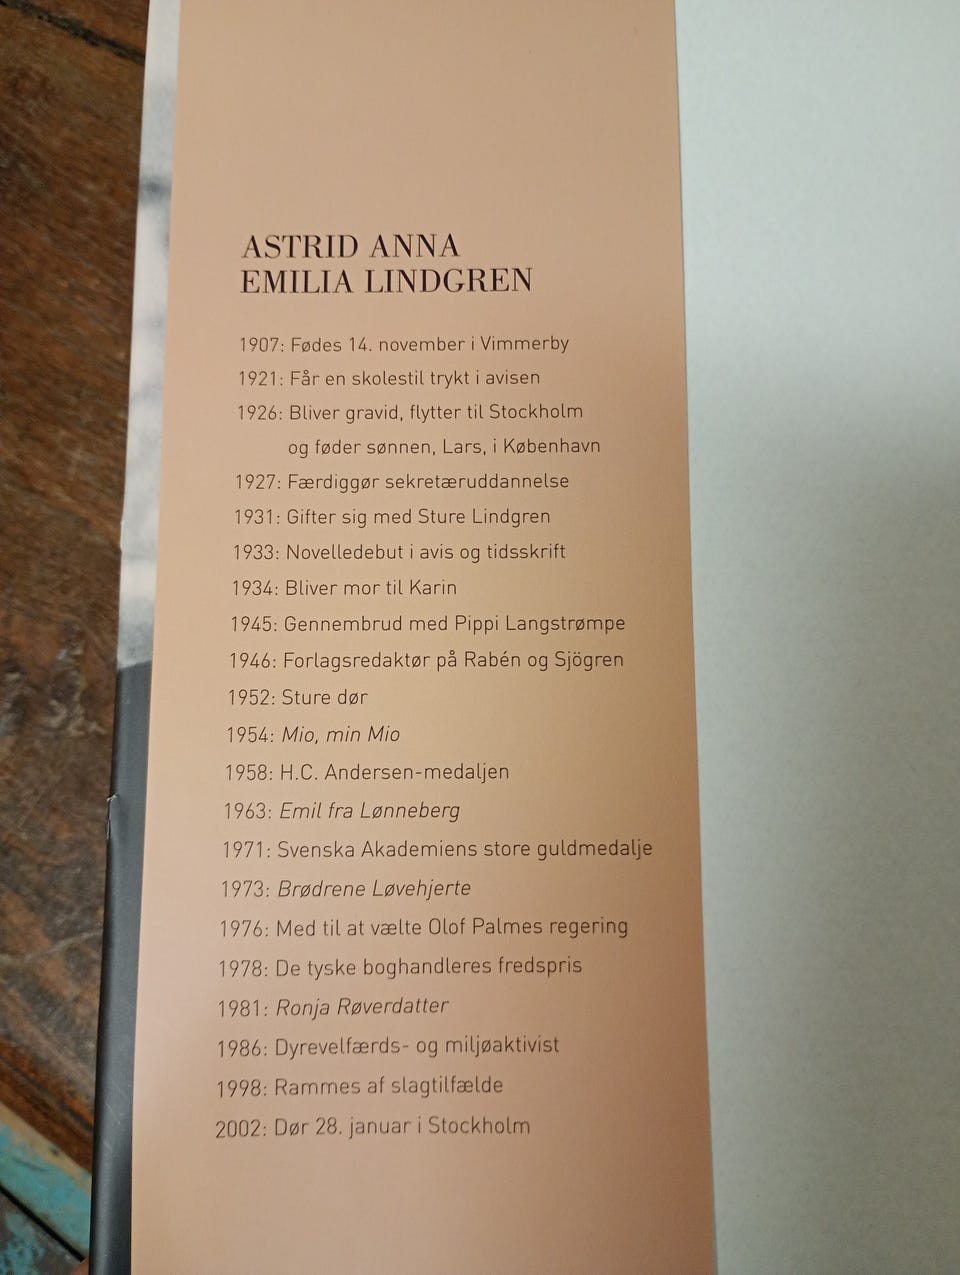 ASTRID ANNA
EMILIA LINDGREN
1907: Fødes 14. november i Vimmerby
1921: Får en skolestil trykt i avisen
1926: Bliver gravid, flytter til Stockholm
og føder sønnen, Lars, i København
1927: Færdiggør sekretæruddannelse
1931: Gifter sig med Sture Lindgren
1933: Novelledebut i avis og tidsskrift
1934: Bliver mor til Karin
1945: Gennembrud med Pippi Langstrømpe
1946: Forlagsredaktør på Rabén og Sjögren
1952: Sture dør
1954: Mio, min Mio
1958: H.C. Andersen-medaljen
1963: Emil fra Lønneberg
1971: Svenska Akademiens store guldmedalje
1973: Brødrene Løvehjerte
1976: Med til at vælte Olof Palmes regering
1978: De tyske boghandleres fredspris
1981: Ronja Røverdatter
1986: Dyrevelfærds- og miljøaktivist
1998: Rammes af slagtilfælde
2002: Dør 28. januar i Stockholm